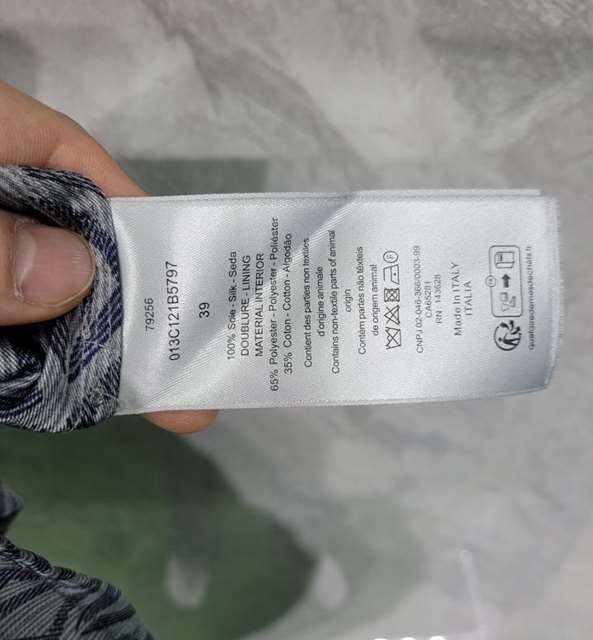 79256
013C121B5797
39
100% Soie - Silk - Seda
DOUBLURE - LINING
MATERIAL INTERIOR
65% Polyester - Polyester - Poliéster
35% Coton - Cotton - Algodão
Contient des parties non textiles
d'origine animale
Contains non-textile parts of animal
origin
Contém partes não têxteis
de origem animal
CNPJ 02-046-366/0003-99
CA65281
RN : 143628
Made In ITALY
ITALIA
FR
quefairedemesdechets.fr